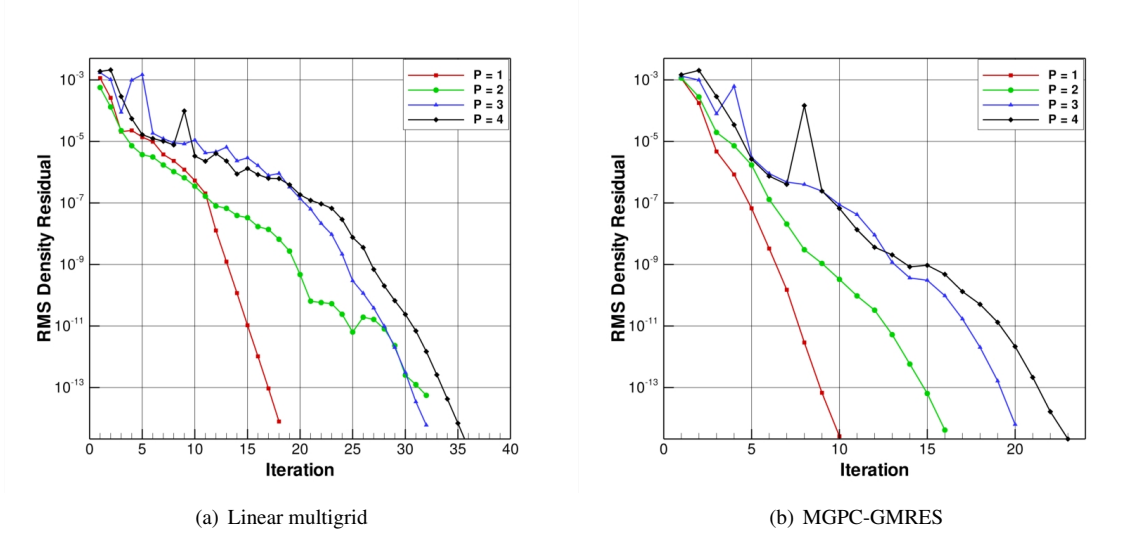 RMS Density Residual
10-3
10-5
10-7
10-9
10-11
10-13
P = 1
P = 2
P = 3
P = 4
0 5 10 15 20 25 30 35 40
Iteration
(a) Linear multigrid
RMS Density Residual
10-3
10-5
10-7
10-9
10-11
10-13
P = 1
P = 2
P = 3
P = 4
0 5 10 15 20
Iteration
(b) MGPC-GMRES